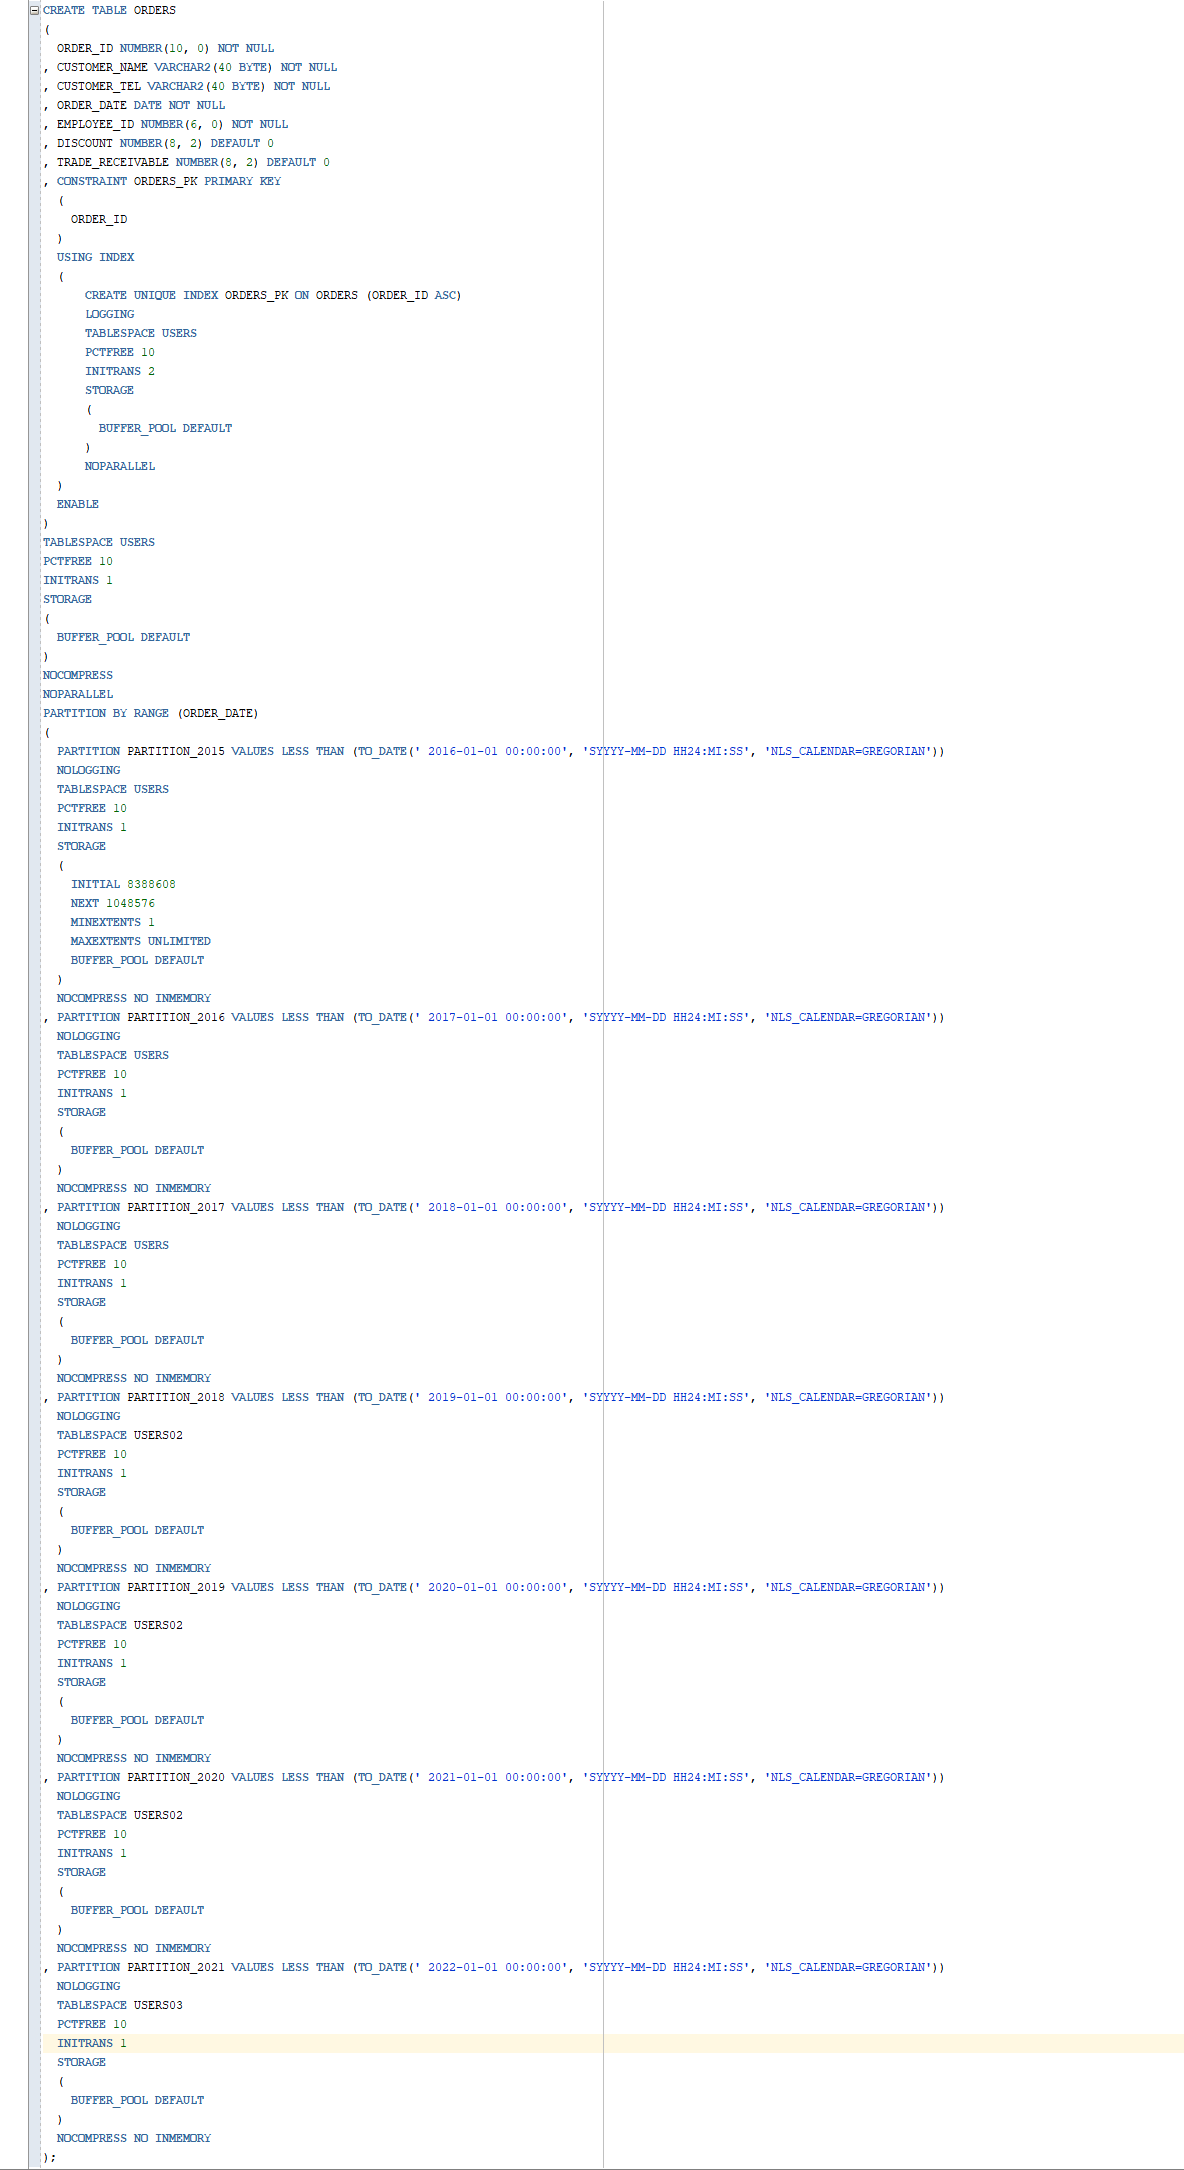 CREATE TABLE ORDERS
(
ORDER_ID NUMBER(10, 0) NOT NULL
, CUSTOMER_NAME VARCHAR2(40 BYTE) NOT NULL
, CUSTOMER_TEL VARCHAR2(40 BYTE) NOT NULL
, ORDER_DATE DATE NOT NULL
, EMPLOYEE_ID NUMBER(6, 0) NOT NULL
, DISCOUNT NUMBER(8, 2) DEFAULT 0
, TRADE_RECEIVABLE NUMBER(8, 2) DEFAULT 0
, CONSTRAINT ORDERS_PK PRIMARY KEY
(
ORDER_ID
)
USING INDEX
(
CREATE UNIQUE INDEX ORDERS_PK ON ORDERS (ORDER_ID ASC)
LOGGING
TABLESPACE USERS
PCTFREE 10
INITRANS 2
STORAGE
(
BUFFER_POOL DEFAULT
)
NOPARALLEL
)
ENABLE
)
TABLESPACE USERS
PCTFREE 10
INITRANS 1
STORAGE
(
BUFFER_POOL DEFAULT
)
NOCOMPRESS
NOPARALLEL
PARTITION BY RANGE (ORDER_DATE)
(
PARTITION PARTITION_2015 VALUES LESS THAN (TO_DATE(' 2016-01-01 00:00:00', 'SYYYY-MM-DD HH24:MI:SS', 'NLS_CALENDAR=GREGORIAN'))
NOLOGGING
TABLESPACE USERS
PCTFREE 10
INITRANS 1
STORAGE
(
INITIAL 8388608
NEXT 1048576
MINEXTENTS 1
MAXEXTENTS UNLIMITED
BUFFER_POOL DEFAULT
)
NOCOMPRESS NO INMEMORY
, PARTITION PARTITION_2016 VALUES LESS THAN (TO_DATE(' 2017-01-01 00:00:00', 'SYYYY-MM-DD HH24:MI:SS', 'NLS_CALENDAR=GREGORIAN'))
NOLOGGING
TABLESPACE USERS
PCTFREE 10
INITRANS 1
STORAGE
(
BUFFER_POOL DEFAULT
)
NOCOMPRESS NO INMEMORY
, PARTITION PARTITION_2017 VALUES LESS THAN (TO_DATE(' 2018-01-01 00:00:00', 'SYYYY-MM-DD HH24:MI:SS', 'NLS_CALENDAR=GREGORIAN'))
NOLOGGING
TABLESPACE USERS
PCTFREE 10
INITRANS 1
STORAGE
(
BUFFER_POOL DEFAULT
)
NOCOMPRESS NO INMEMORY
, PARTITION PARTITION_2018 VALUES LESS THAN (TO_DATE(' 2019-01-01 00:00:00', 'SYYYY-MM-DD HH24:MI:SS', 'NLS_CALENDAR=GREGORIAN'))
NOLOGGING
TABLESPACE USERS02
PCTFREE 10
INITRANS 1
STORAGE
(
BUFFER_POOL DEFAULT
)
NOCOMPRESS NO INMEMORY
, PARTITION PARTITION_2019 VALUES LESS THAN (TO_DATE(' 2020-01-01 00:00:00', 'SYYYY-MM-DD HH24:MI:SS', 'NLS_CALENDAR=GREGORIAN'))
NOLOGGING
TABLESPACE USERS02
PCTFREE 10
INITRANS 1
STORAGE
(
BUFFER_POOL DEFAULT
)
NOCOMPRESS NO INMEMORY
, PARTITION PARTITION_2020 VALUES LESS THAN (TO_DATE(' 2021-01-01 00:00:00', 'SYYYY-MM-DD HH24:MI:SS', 'NLS_CALENDAR=GREGORIAN'))
NOLOGGING
TABLESPACE USERS02
PCTFREE 10
INITRANS 1
STORAGE
(
BUFFER_POOL DEFAULT
)
NOCOMPRESS NO INMEMORY
, PARTITION PARTITION_2021 VALUES LESS THAN (TO_DATE(' 2022-01-01 00:00:00', 'SYYYY-MM-DD HH24:MI:SS', 'NLS_CALENDAR=GREGORIAN'))
NOLOGGING
TABLESPACE USERS03
PCTFREE 10
INITRANS 1
STORAGE
(
BUFFER_POOL DEFAULT
)
NOCOMPRESS NO INMEMORY
);